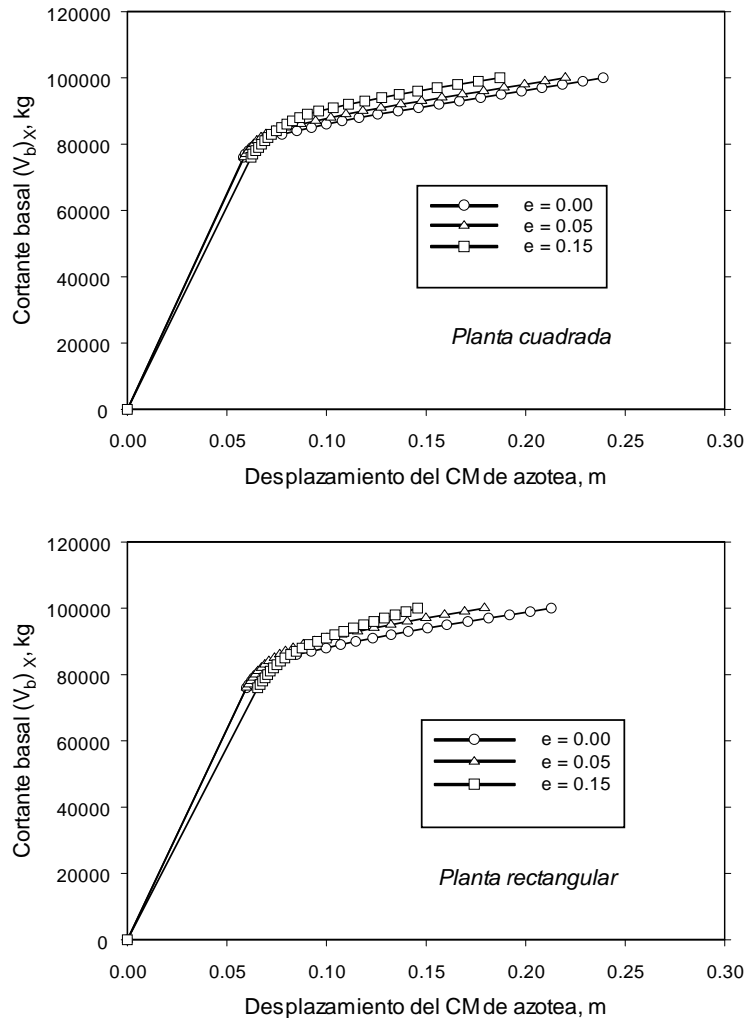 120000
100000
80000
60000
40000
20000
0
Cortante basal (Vb)X, kg
e = 0.00
e = 0.05
e = 0.15
Planta cuadrada
0.00 0.05 0.10 0.15 0.20 0.25 0.30
Desplazamiento del CM de azotea, m
120000
100000
80000
60000
40000
20000
0
Cortante basal (Vb)X, kg
e = 0.00
e = 0.05
e = 0.15
Planta rectangular
0.00 0.05 0.10 0.15 0.20 0.25 0.30
Desplazamiento del CM de azotea, m